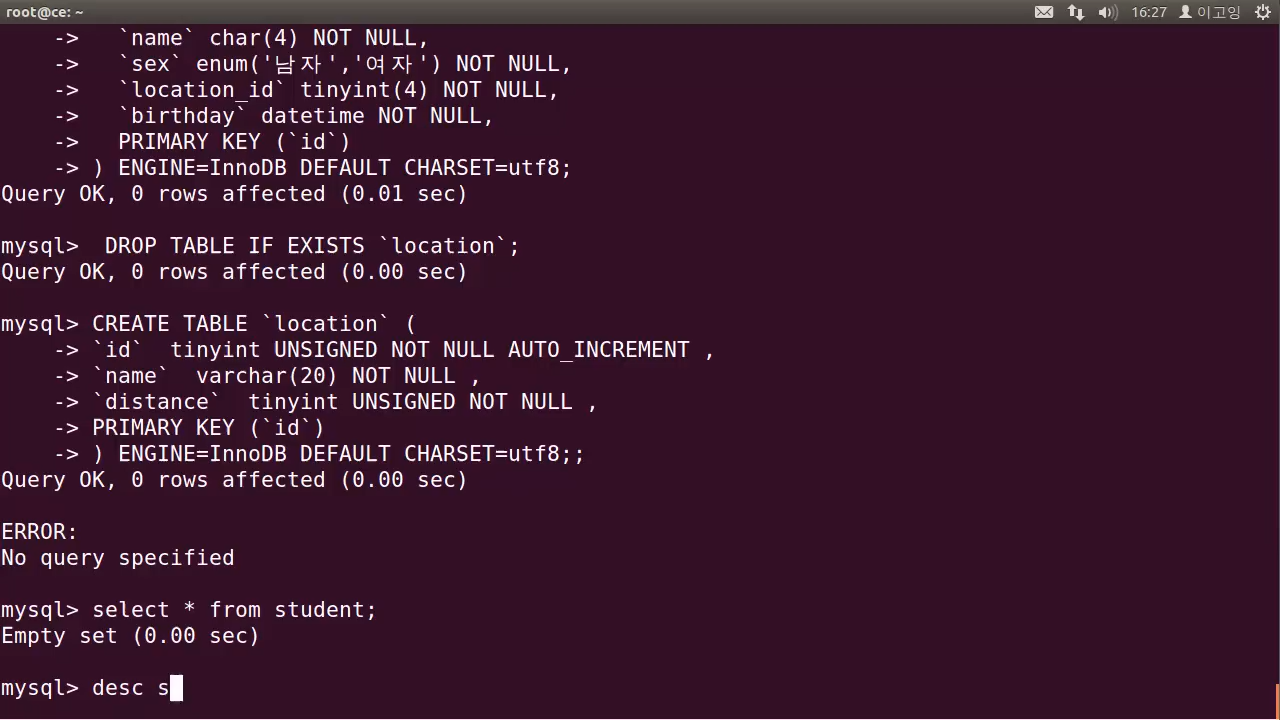 root@ce: ~ 16:27 이고잉
-> `name` char(4) NOT NULL,
-> `sex` enum('남자','여자') NOT NULL,
-> `location_id` tinyint(4) NOT NULL,
-> `birthday` datetime NOT NULL,
-> PRIMARY KEY (`id`)
-> ) ENGINE=InnoDB DEFAULT CHARSET=utf8;
Query OK, 0 rows affected (0.01 sec)
mysql>  DROP TABLE IF EXISTS `location`;
Query OK, 0 rows affected (0.00 sec)
mysql> CREATE TABLE `location` (
-> `id`  tinyint UNSIGNED NOT NULL AUTO_INCREMENT ,
-> `name`  varchar(20) NOT NULL ,
-> `distance`  tinyint UNSIGNED NOT NULL ,
-> PRIMARY KEY (`id`)
-> ) ENGINE=InnoDB DEFAULT CHARSET=utf8;;
Query OK, 0 rows affected (0.00 sec)
ERROR:
No query specified
mysql> select * from student;
Empty set (0.00 sec)
mysql> desc s